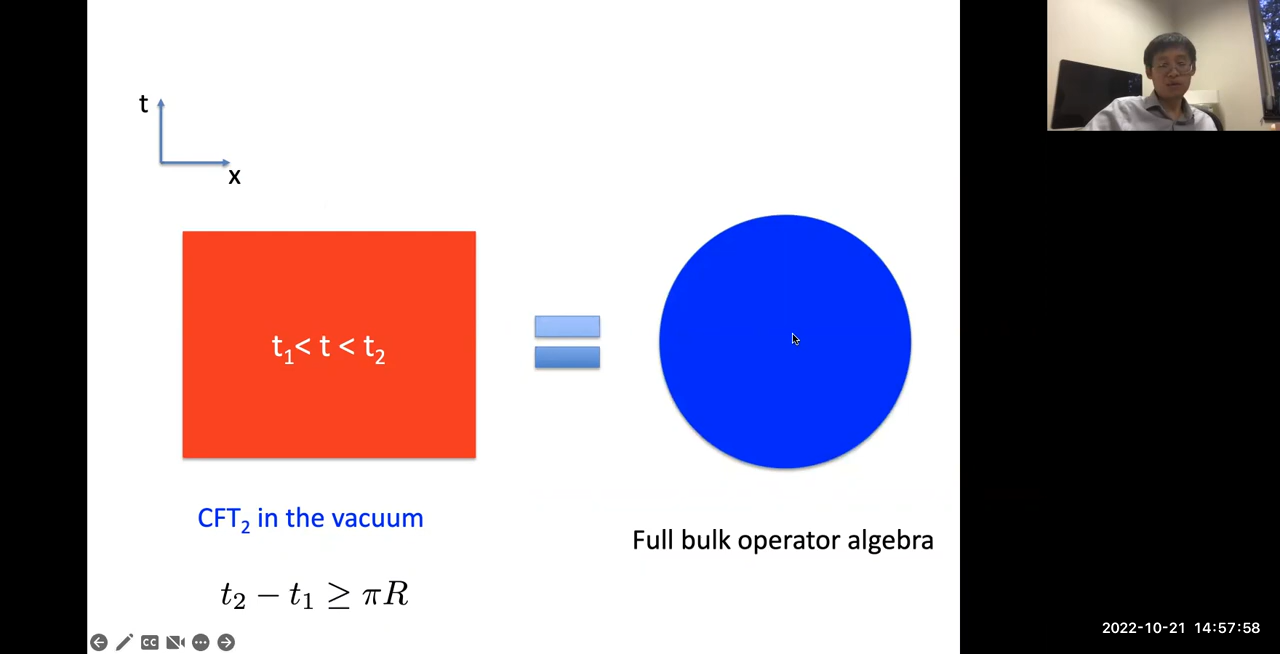 t
x
t₁< t < t₂
CFT₂ in the vacuum
Full bulk operator algebra
t₂ − t₁ ≥ πR
CC
2022-10-21 14:57:58